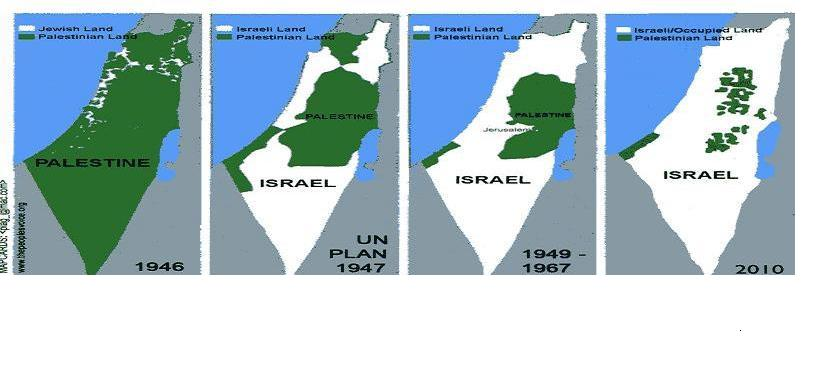 Jewish Land
Palestinian Land
PALESTINE
1946
www.thepeoplesvoice.org
Israeli Land
Palestinian Land
PALESTINE
ISRAEL
UN
PLAN
1947
Israeli Land
Palestinian Land
PALESTINE
Jerusalem
ISRAEL
1949 -
1967
Israeli/Occupied Land
Palestinian Land
ISRAEL
2010